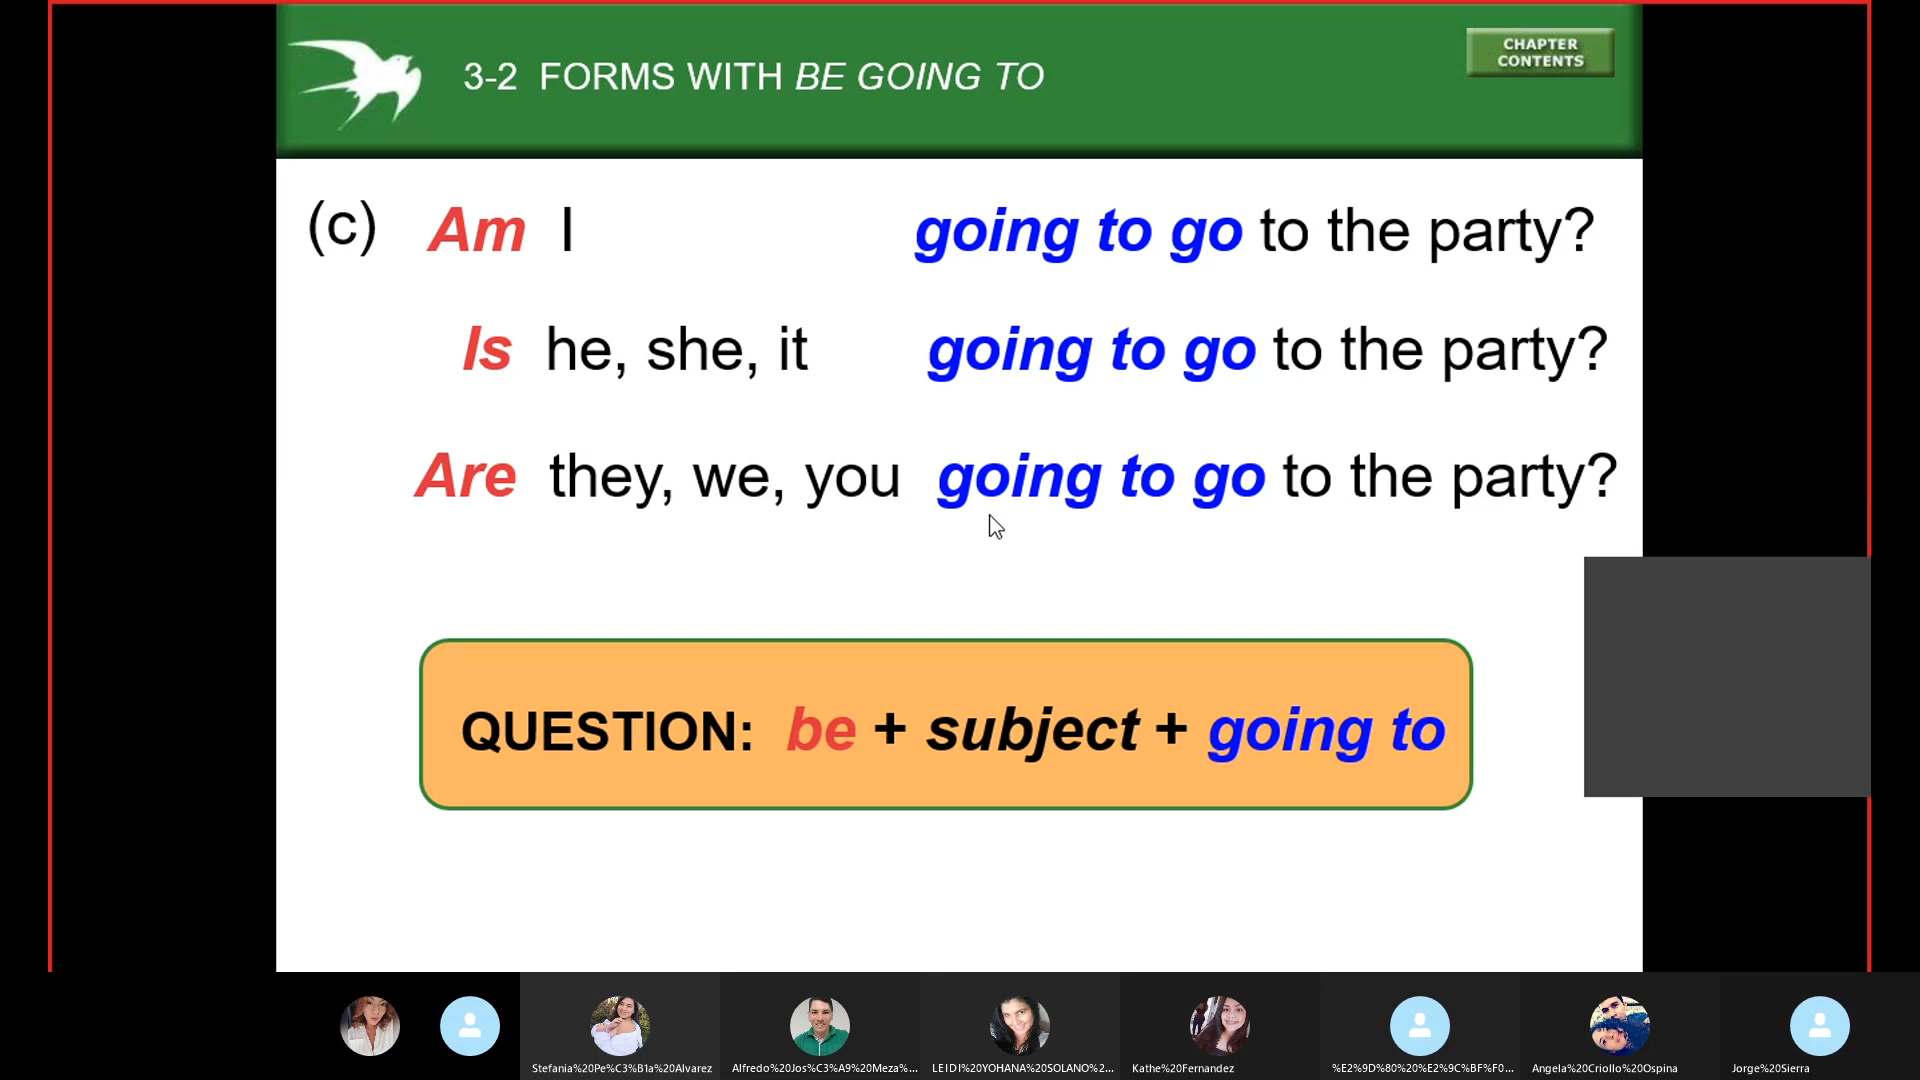 3-2 FORMS WITH BE GOING TO
CHAPTER
CONTENTS
(c) Am I going to go to the party?
Is he, she, it going to go to the party?
Are they, we, you going to go to the party?
QUESTION: be + subject + going to
Stefania%20Pe%C3%B1a%20Alvarez
Alfredo%20Jos%C3%A9%20Meza%...
LEIDI%20YOHANA%20SOLANO%2...
Kathe%20Fernandez
%E2%9D%80%20%E2%9C%BF%F0...
Angela%20Criollo%20Ospina
Jorge%20Sierra